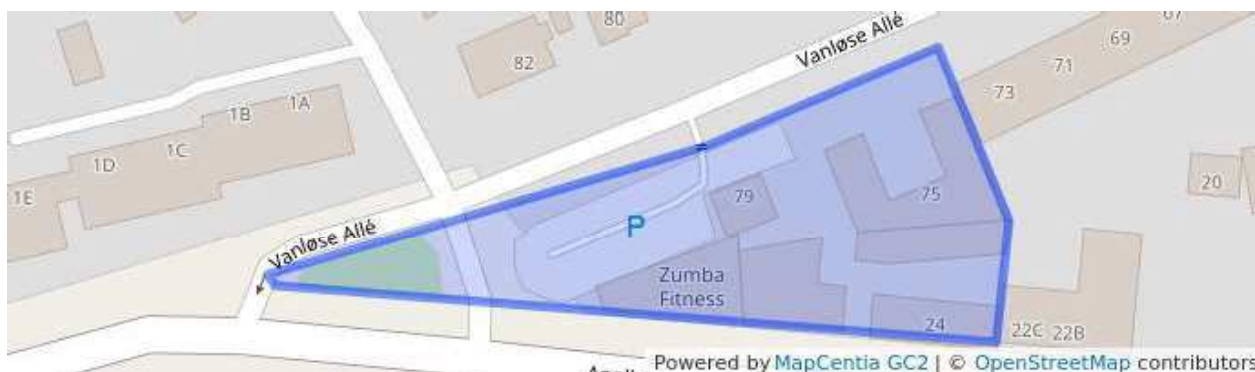 80
67
Vanløse Allé
69
82
71
73
1A
1B
1C
1D
1E
20
79
75
P
Vanløse Allé
Zumba
Fitness
24
22C
22B
Powered by MapCentia GC2 | © OpenStreetMap contributors